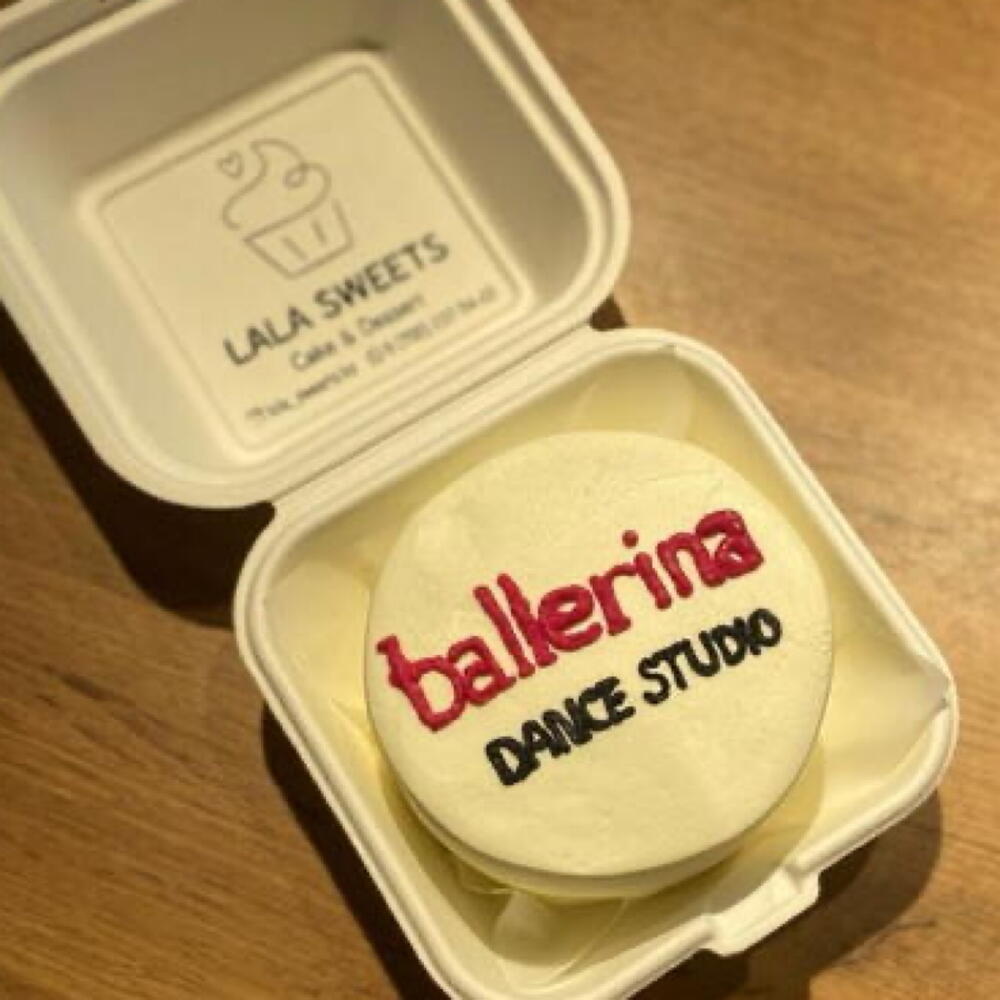 LALA SWEETS
Cake & Dessert
ballerina
DANCE STUDIO